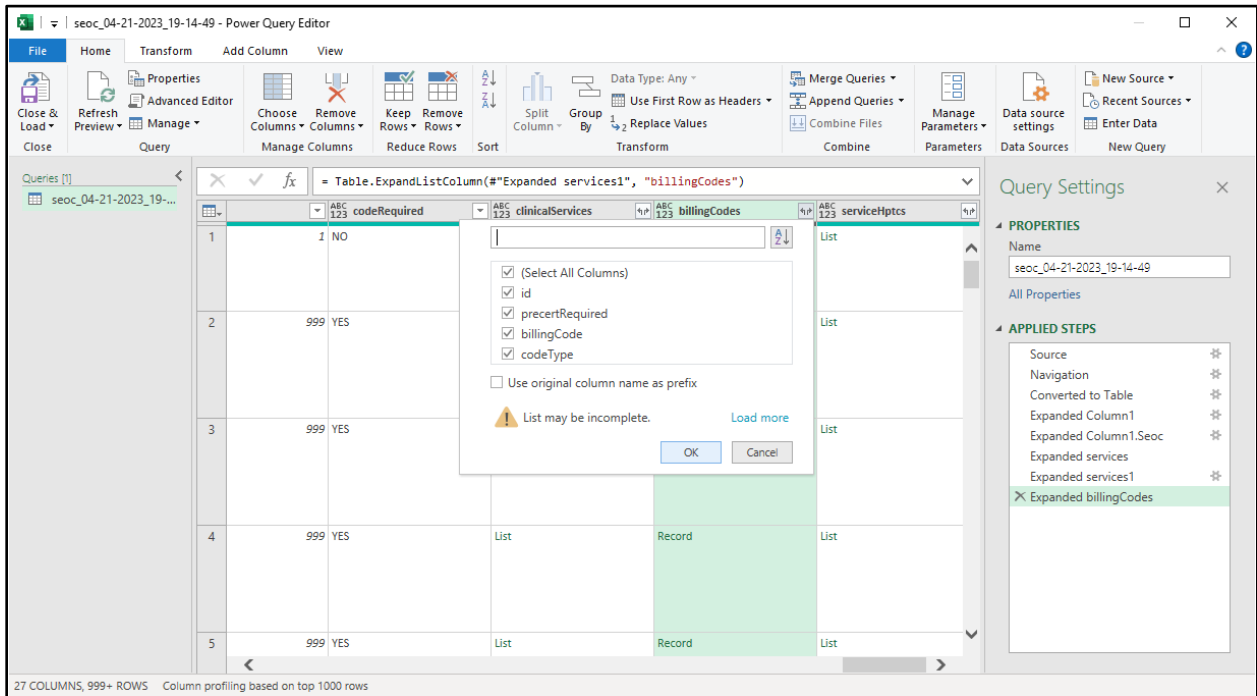 seoc_04-21-2023_19-14-49 - Power Query Editor
File Home Transform Add Column View
Close & Load
Refresh Preview
Properties
Advanced Editor
Manage
Choose Columns
Remove Columns
Keep Rows
Remove Rows
Split Column
Group By
Data Type: Any
Use First Row as Headers
Replace Values
Merge Queries
Append Queries
Combine Files
Manage Parameters
Data source settings
New Source
Recent Sources
Enter Data
Close Query Manage Columns Reduce Rows Sort Transform Combine Parameters Data Sources New Query
Queries [1]
seoc_04-21-2023_19-...
fx = Table.ExpandListColumn(#"Expanded services1", "billingCodes")
ABC 123 codeRequired ABC 123 clinicalServices ABC 123 billingCodes ABC 123 serviceHptcs
1 1 NO List
2 999 YES List
3 999 YES List
4 999 YES List Record List
5 999 YES List Record List
(Select All Columns)
id
precertRequired
billingCode
codeType
Use original column name as prefix
List may be incomplete. Load more
OK Cancel
Query Settings
PROPERTIES
Name
seoc_04-21-2023_19-14-49
All Properties
APPLIED STEPS
Source
Navigation
Converted to Table
Expanded Column1
Expanded Column1.Seoc
Expanded services
Expanded services1
Expanded billingCodes
27 COLUMNS, 999+ ROWS Column profiling based on top 1000 rows